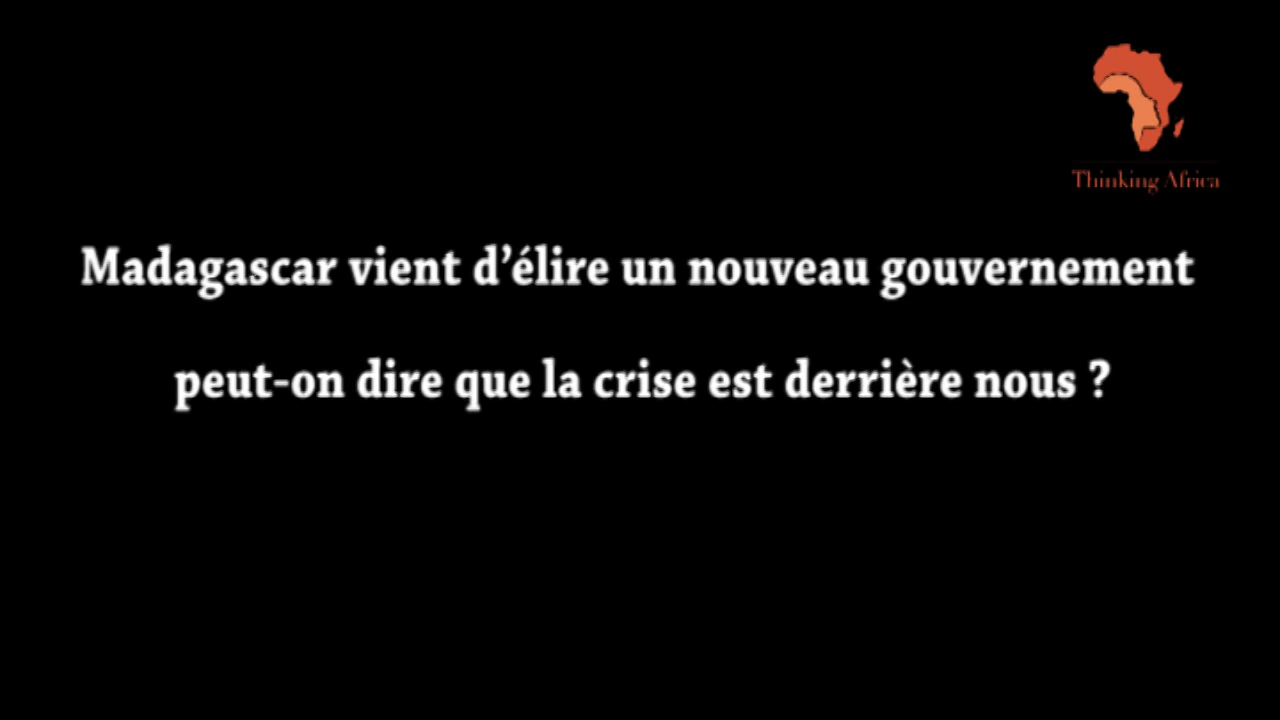 Thinking Africa
Madagascar vient d’élire un nouveau gouvernement
peut-on dire que la crise est derrière nous ?